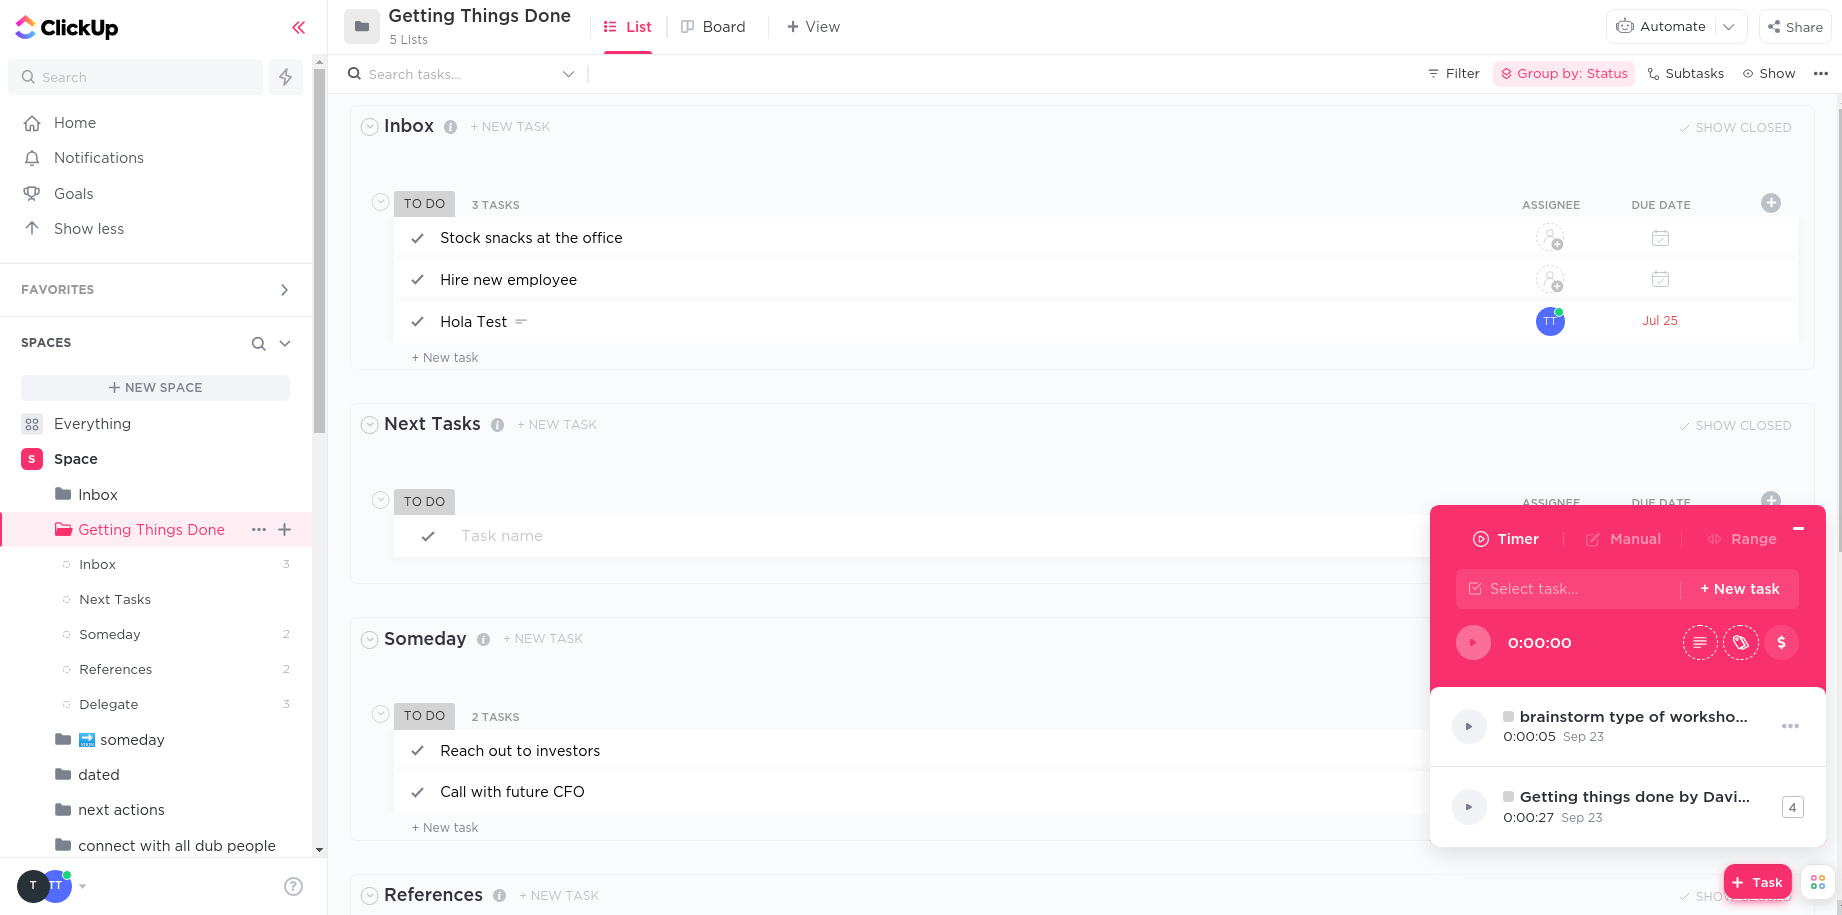 ClickUp
Search
Home
Notifications
Goals
Show less
FAVORITES
SPACES
+ NEW SPACE
Everything
S Space
Inbox
Getting Things Done
Inbox 3
Next Tasks
Someday 2
References 2
Delegate 3
someday
dated
next actions
connect with all dub people
T TT
Getting Things Done
5 Lists
List
Board
+ View
Automate
Share
Search tasks...
Filter
Group by: Status
Subtasks
Show
Inbox + NEW TASK SHOW CLOSED
TO DO 3 TASKS ASSIGNEE DUE DATE
Stock snacks at the office
Hire new employee
Hola Test TT Jul 25
+ New task
Next Tasks + NEW TASK SHOW CLOSED
TO DO ASSIGNEE DUE DATE
Task name
Someday + NEW TASK
TO DO 2 TASKS
Reach out to investors
Call with future CFO
+ New task
References + NEW TASK SHOW CLOSED
Timer Manual Range
Select task... + New task
0:00:00 $
brainstorm type of worksho...
0:00:05 Sep 23
Getting things done by Davi...
0:00:27 Sep 23 4
+ Task